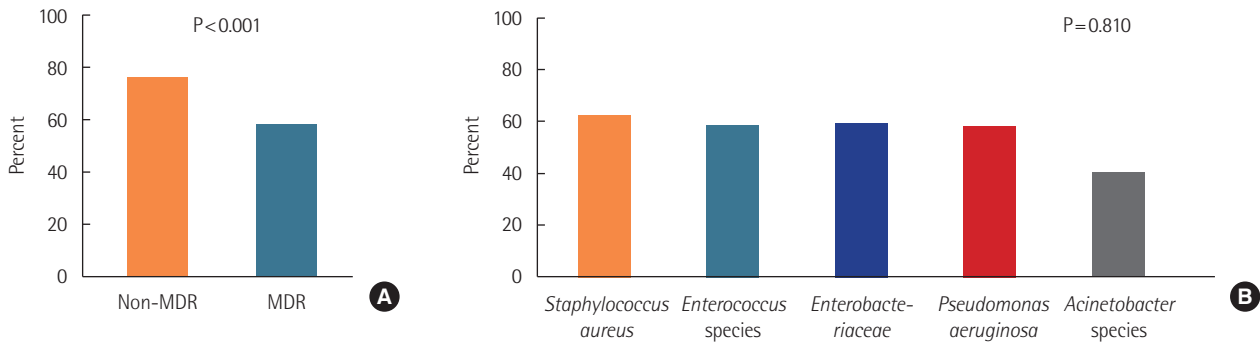 100
80
60
40
20
0
Percent
P<0.001
Non-MDR
MDR
A
100
80
60
40
20
0
Percent
P=0.810
Staphylococcus
aureus
Enterococcus
species
Enterobacte-
riaceae
Pseudomonas
aeruginosa
Acinetobacter
species
B